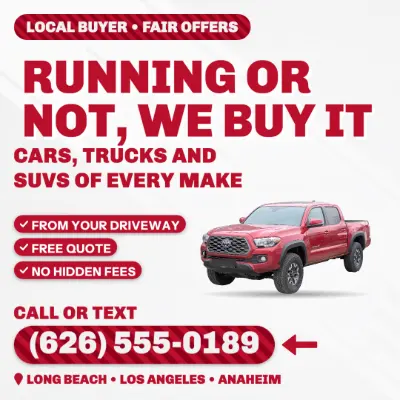 LOCAL BUYER • FAIR OFFERS
RUNNING OR
NOT, WE BUY IT
CARS, TRUCKS AND
SUVS OF EVERY MAKE
FROM YOUR DRIVEWAY
FREE QUOTE
NO HIDDEN FEES
CALL OR TEXT
(626) 555-0189
LONG BEACH • LOS ANGELES • ANAHEIM